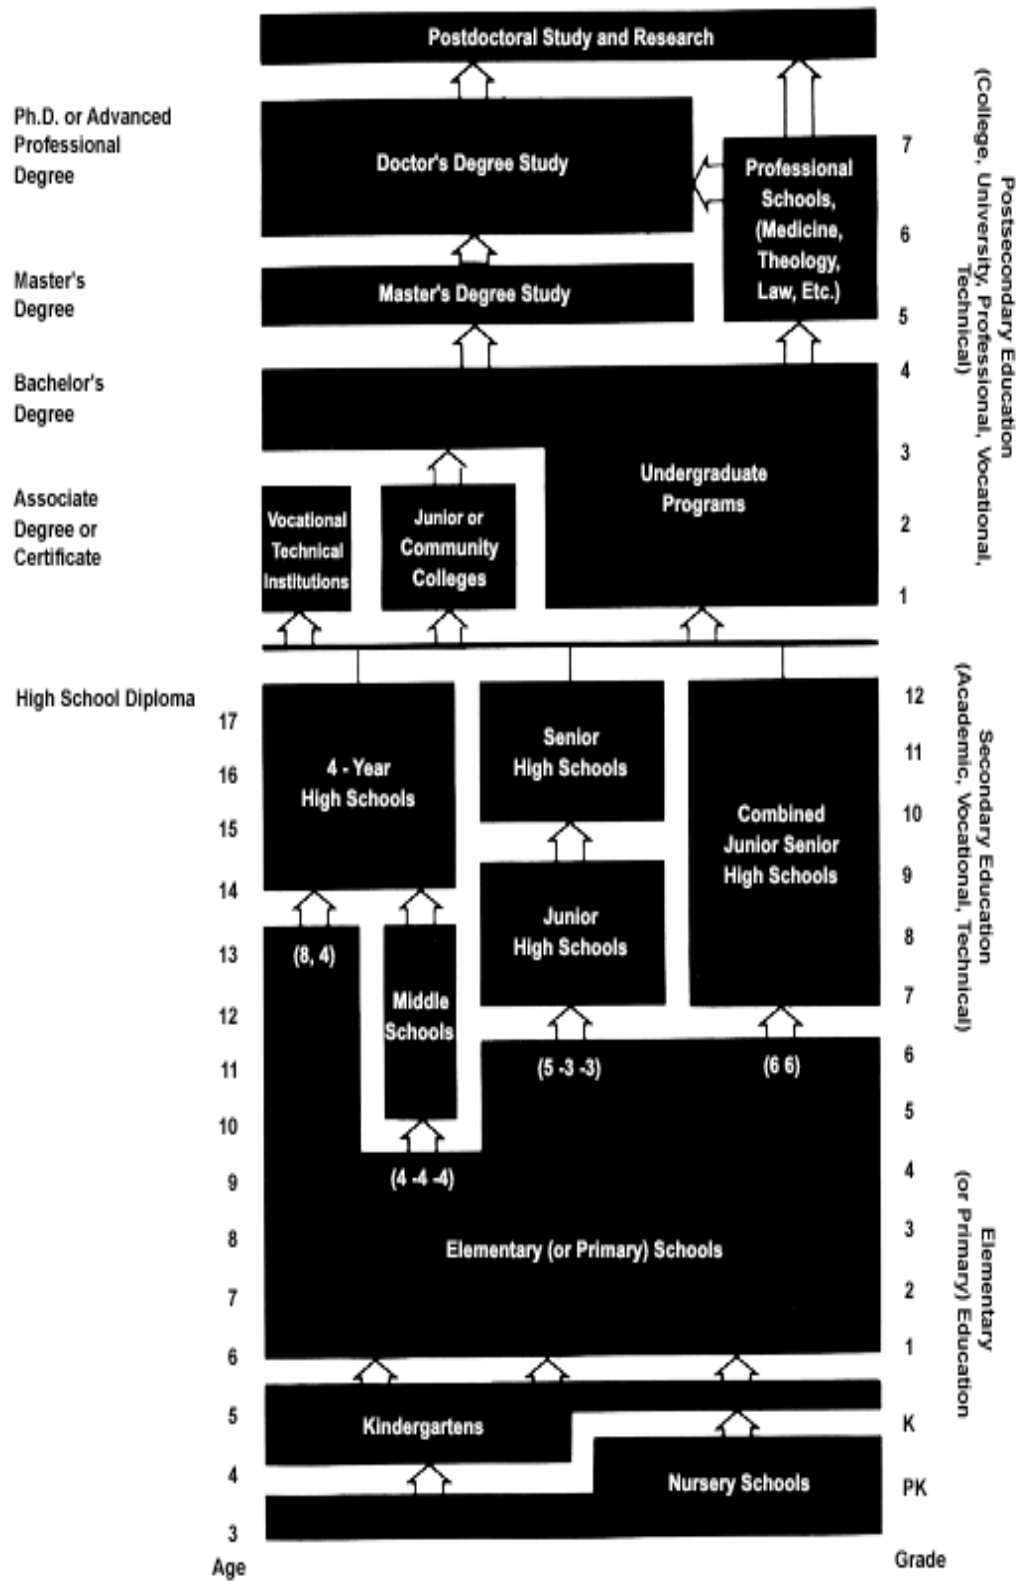 Postdoctoral Study and Research
Ph.D. or Advanced
Professional
Degree
Doctor's Degree Study
Professional
Schools,
(Medicine,
Theology,
Law, Etc.)
7
6
5
Master's
Degree
Master's Degree Study
Bachelor's
Degree
4
3
Undergraduate
Programs
Associate
Degree or
Certificate
Vocational
Technical
Institutions
Junior or
Community
Colleges
2
1
Postsecondary Education
(College, University, Professional, Vocational,
Technical)
High School Diploma
17
16
15
14
13
12
11
10
9
8
7
6
5
4
3
Age
4 - Year
High Schools
Senior
High Schools
Combined
Junior Senior
High Schools
Junior
High Schools
(8, 4)
Middle
Schools
(5 -3 -3)
(6 6)
(4 -4 -4)
Elementary (or Primary) Schools
Kindergartens
Nursery Schools
12
11
10
9
8
7
6
5
4
3
2
1
K
PK
Grade
Secondary Education
(Academic, Vocational, Technical)
Elementary
(or Primary) Education